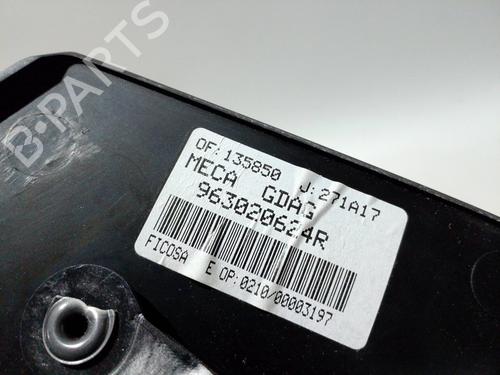 B-PARTS
OF: 135850 J: 271A17
MECA GDAG
963020624R
FICOSA E OP: 0210/00003197